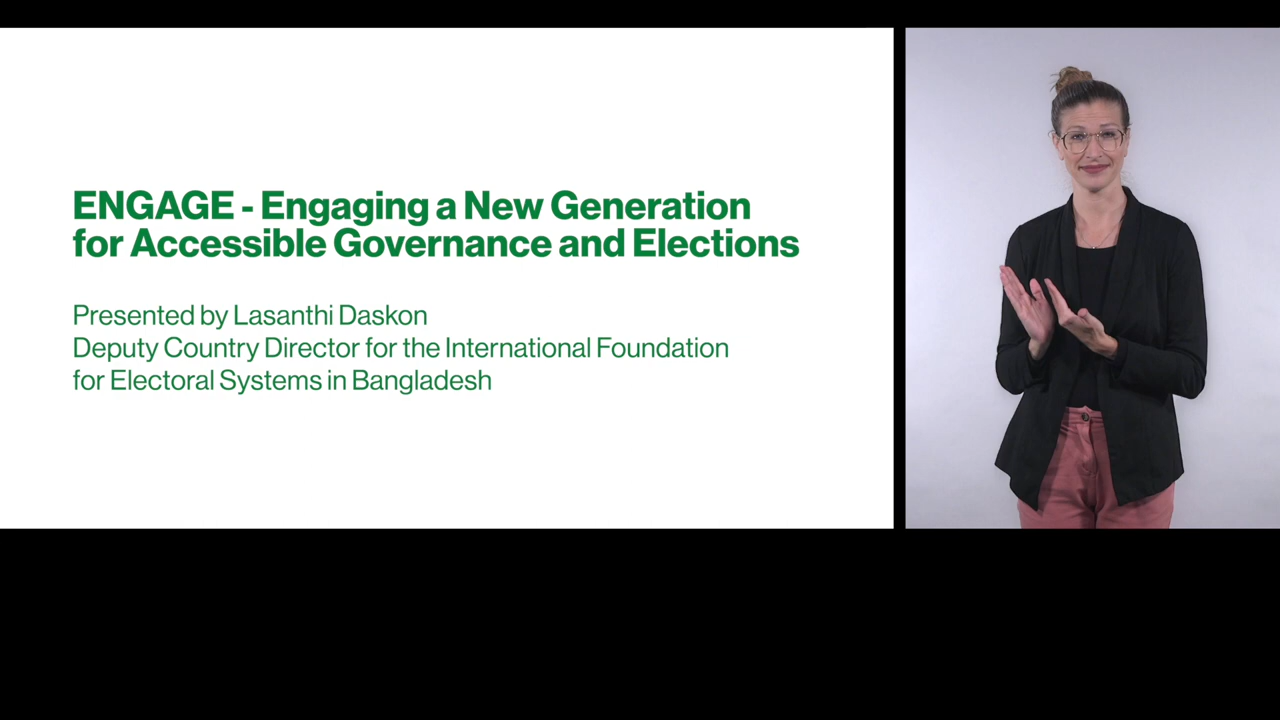 ENGAGE - Engaging a New Generation
for Accessible Governance and Elections
Presented by Lasanthi Daskon
Deputy Country Director for the International Foundation
for Electoral Systems in Bangladesh